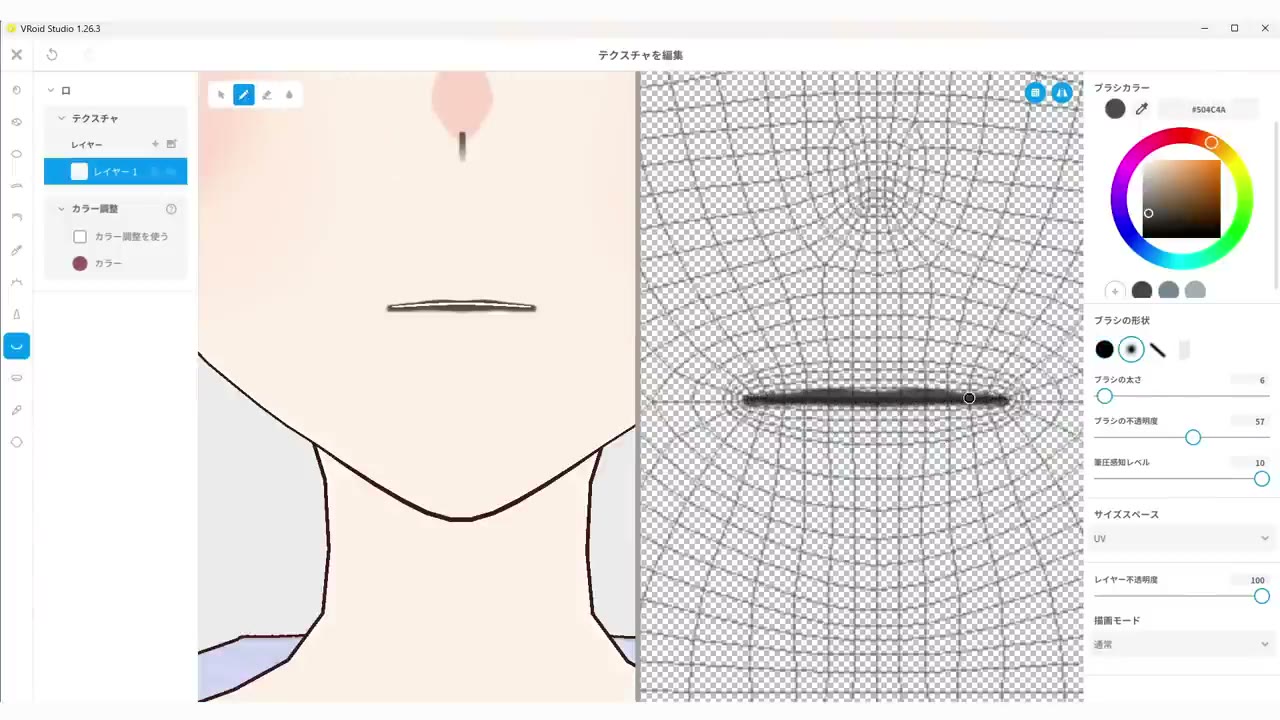 VRoid Studio 1.26.3
テクスチャを編集
口
テクスチャ
レイヤー
レイヤー 1
カラー調整
カラー調整を使う
カラー
ブラシカラー
#504C4A
ブラシの形状
ブラシの太さ
6
ブラシの不透明度
57
筆圧感知レベル
10
サイズスペース
UV
レイヤー不透明度
100
描画モード
通常